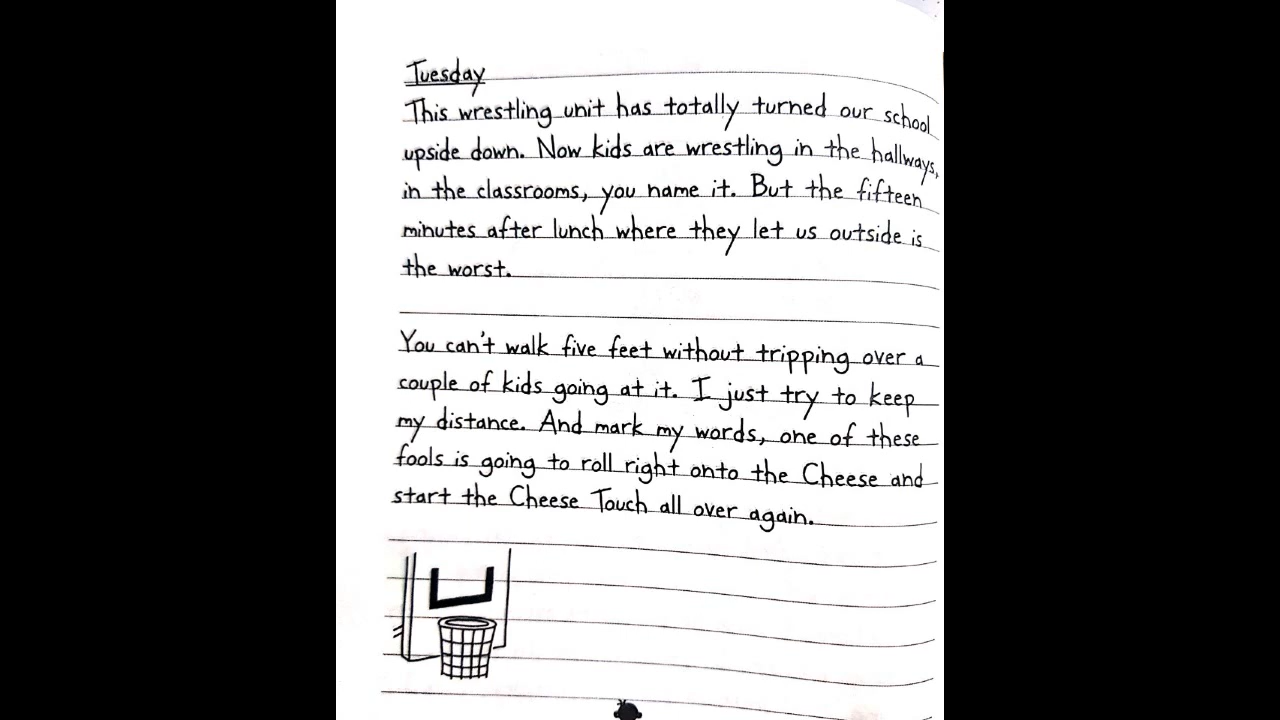 Tuesday
This wrestling unit has totally turned our school
upside down. Now kids are wrestling in the hallways,
in the classrooms, you name it. But the fifteen
minutes after lunch where they let us outside is
the worst.
You can't walk five feet without tripping over a
couple of kids going at it. I just try to keep
my distance. And mark my words, one of these
fools is going to roll right onto the Cheese and
start the Cheese Touch all over again.